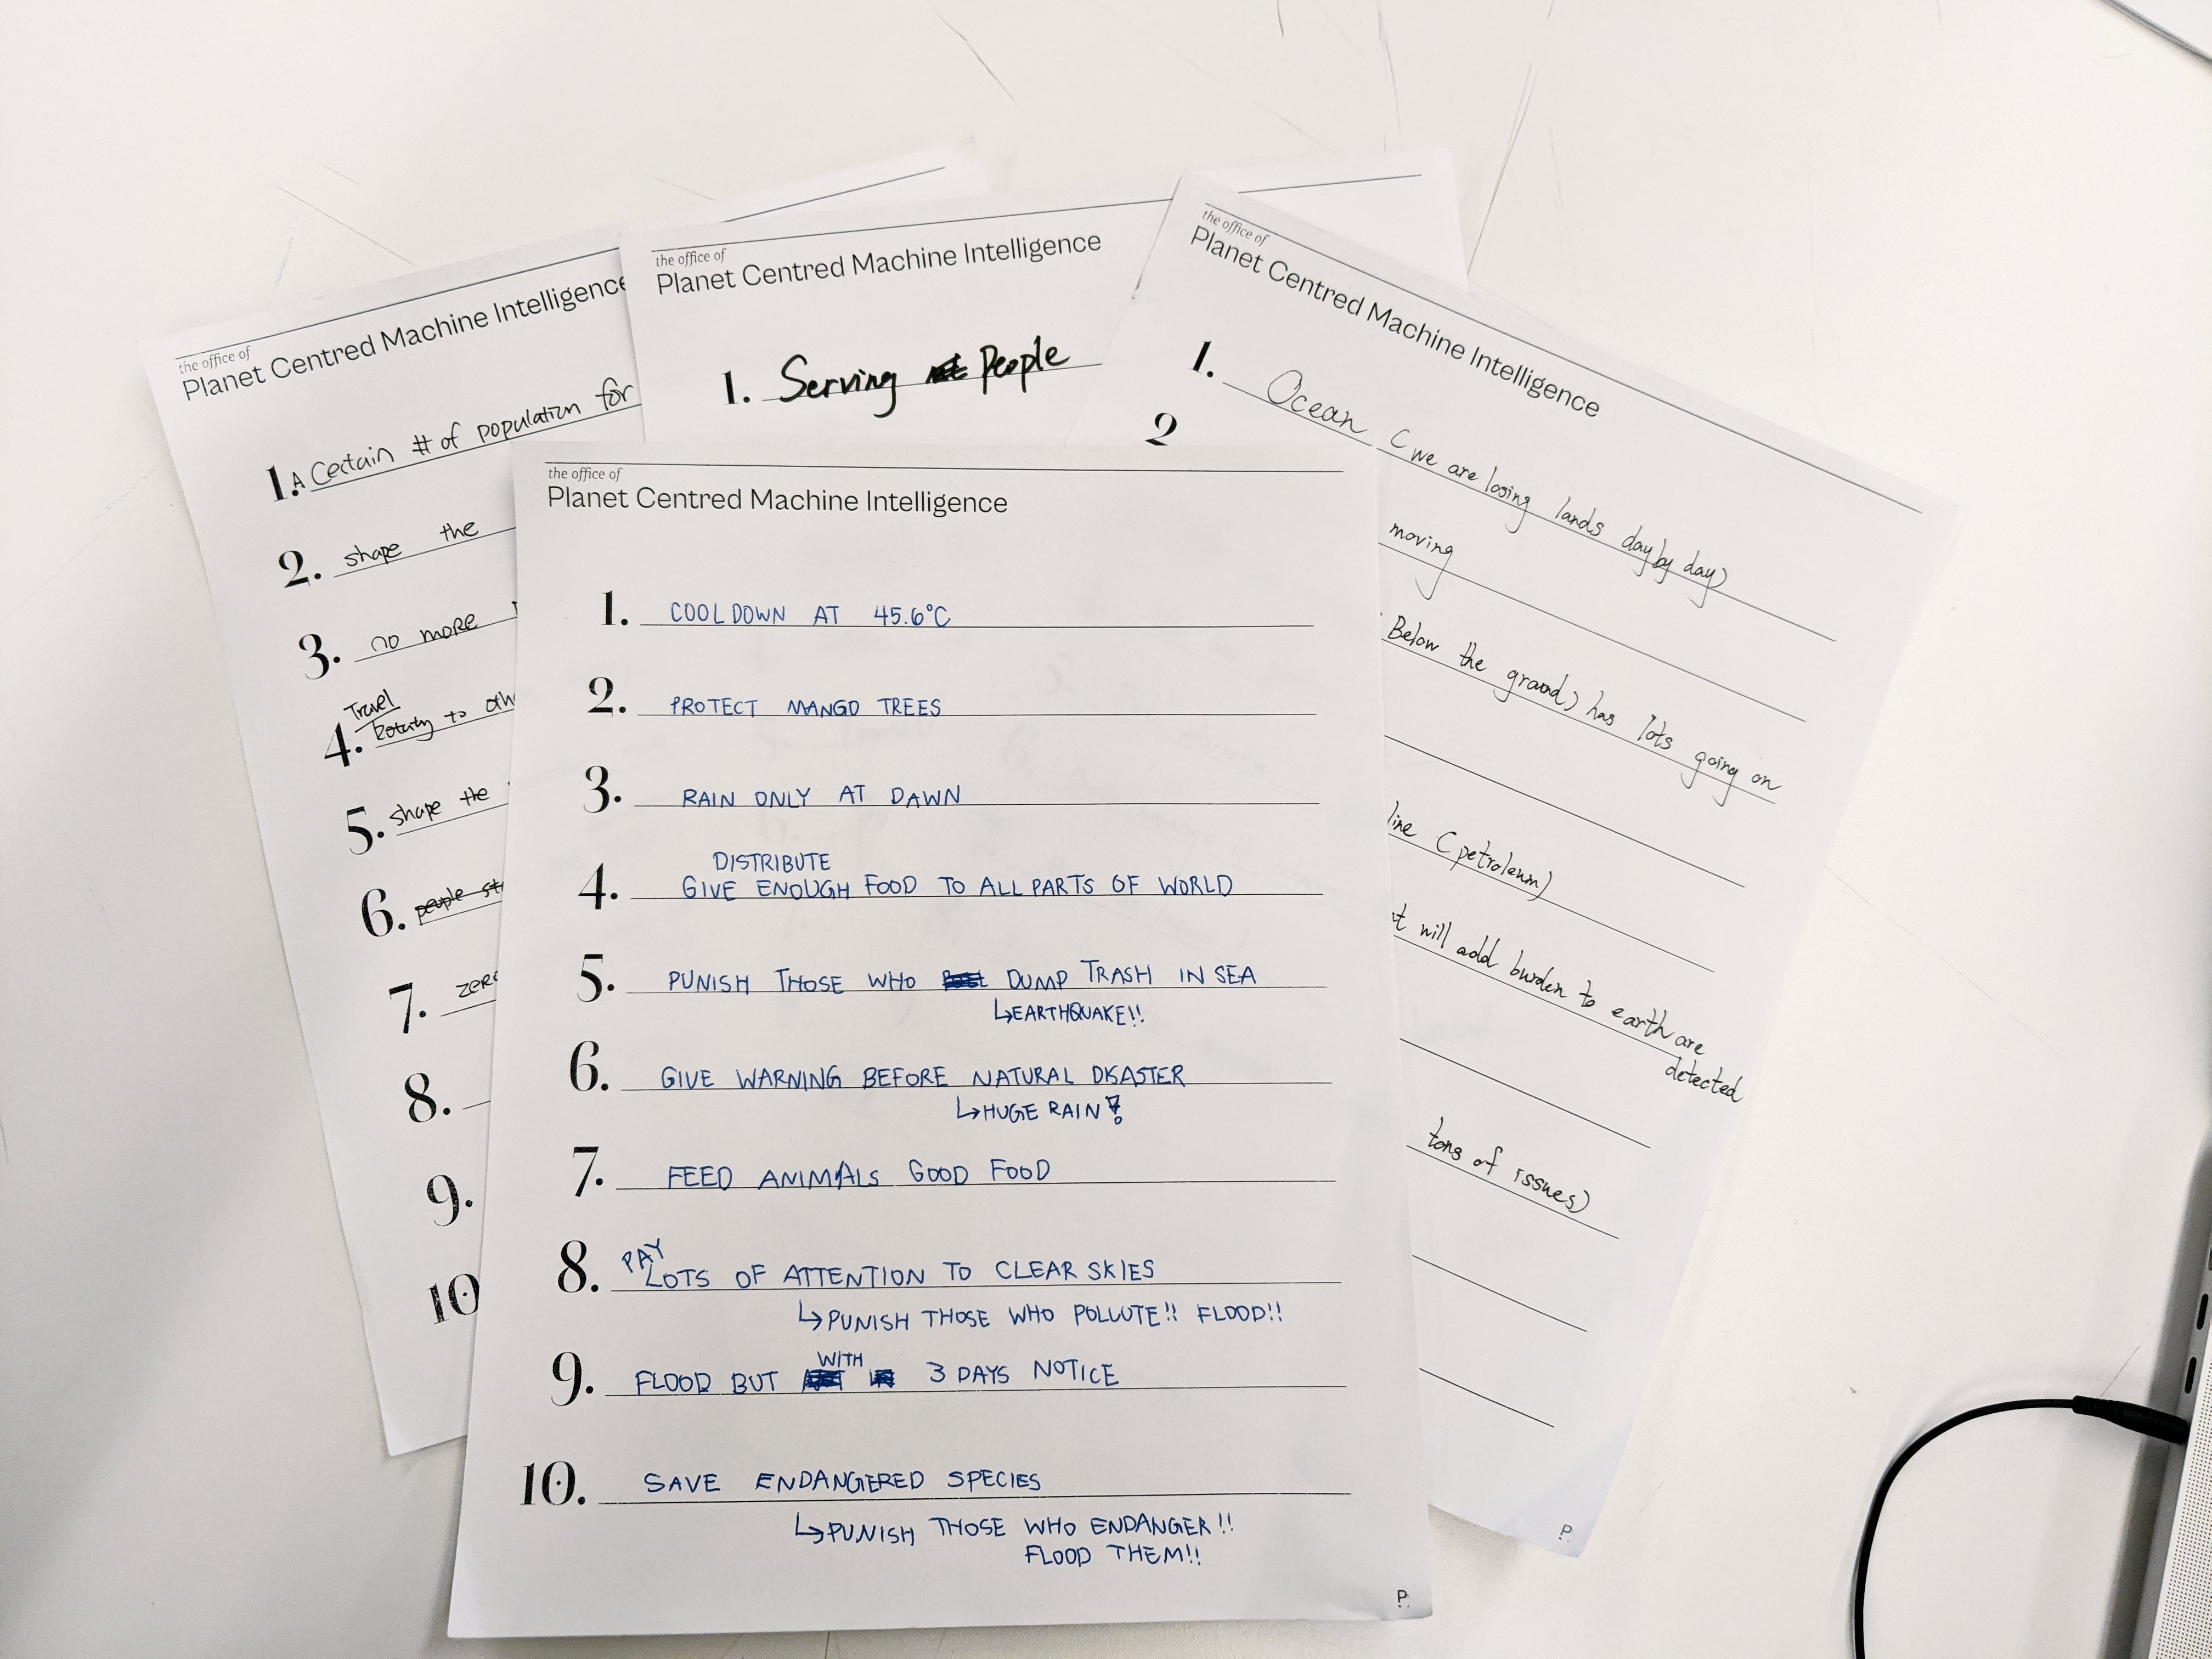 the office of
Planet Centred Machine Intelligence
1. A Certain # of population for
2. shape the
3. no more
Travel
4. to
5. shape the
6. people
7.
8.
9.
10
the office of
Planet Centred Machine Intelligence
1. Serving People
the office of
Planet Centred Machine Intelligence
1. Ocean (we are losing lands day by day)
2
moving
Below the ground) has lots going on
line (petroleum)
will add burden to earth are
detected
tons of issues)
P.
the office of
Planet Centred Machine Intelligence
1. COOL DOWN AT 45.6°C
2. PROTECT MANGO TREES
3. RAIN ONLY AT DAWN
DISTRIBUTE
4. GIVE ENOUGH FOOD TO ALL PARTS OF WORLD
5. PUNISH THOSE WHO DUMP TRASH IN SEA
↳EARTHQUAKE!!
6. GIVE WARNING BEFORE NATURAL DISASTER
↳HUGE RAIN!
7. FEED ANIMALS GOOD FOOD
PAY
8. LOTS OF ATTENTION TO CLEAR SKIES
↳PUNISH THOSE WHO POLLUTE!! FLOOD!!
WITH
9. FLOOD BUT 3 DAYS NOTICE
10. SAVE ENDANGERED SPECIES
↳PUNISH THOSE WHO ENDANGER!!
FLOOD THEM!!
P.